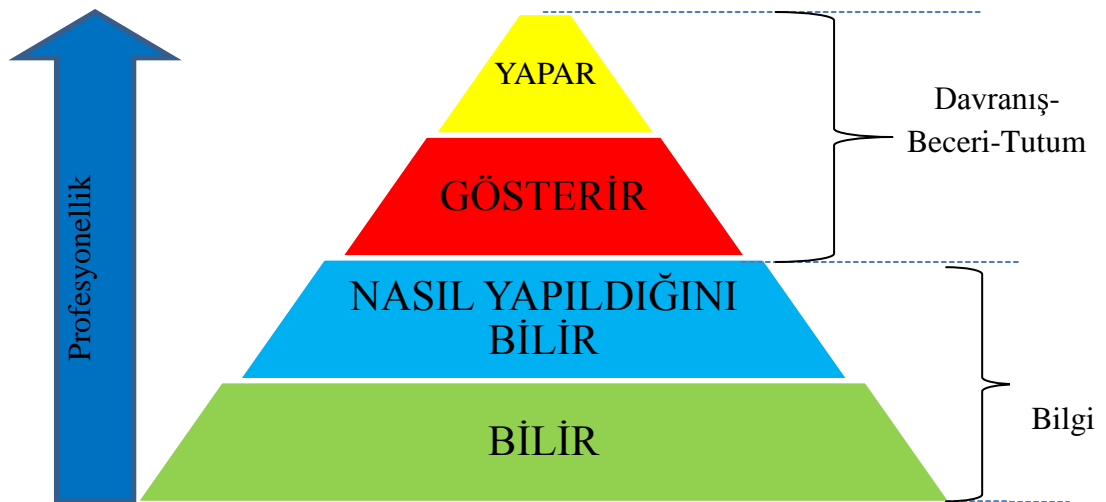 Profesyonellik
YAPAR
GÖSTERİR
NASIL YAPILDIĞINI
BİLİR
BİLİR
Davranış-
Beceri-Tutum
Bilgi